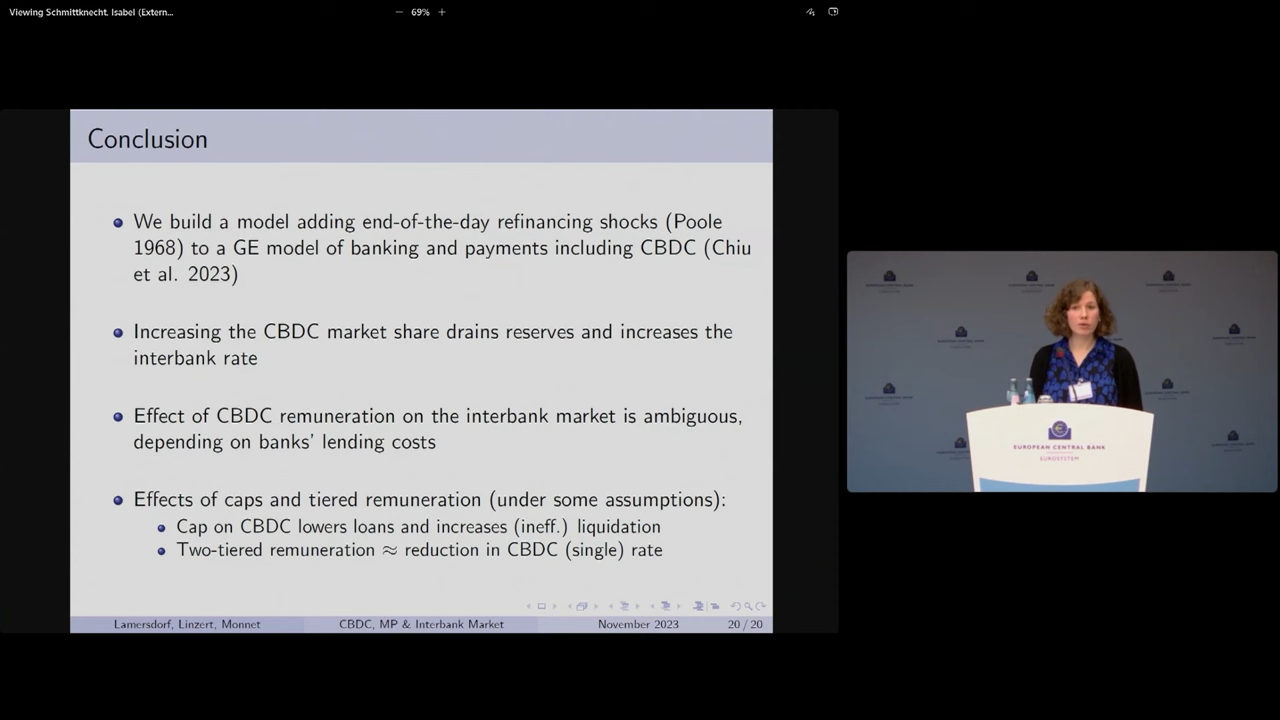 Viewing Schmittknecht, Isabel (Extern...
69%
Conclusion
We build a model adding end-of-the-day refinancing shocks (Poole
1968) to a GE model of banking and payments including CBDC (Chiu
et al. 2023)
Increasing the CBDC market share drains reserves and increases the
interbank rate
Effect of CBDC remuneration on the interbank market is ambiguous,
depending on banks' lending costs
Effects of caps and tiered remuneration (under some assumptions):
Cap on CBDC lowers loans and increases (ineff.) liquidation
Two-tiered remuneration ≈ reduction in CBDC (single) rate
Lamersdorf, Linzert, Monnet
CBDC, MP & Interbank Market
November 2023
20 / 20
EUROPEAN CENTRAL BANK
EUROSYSTEM